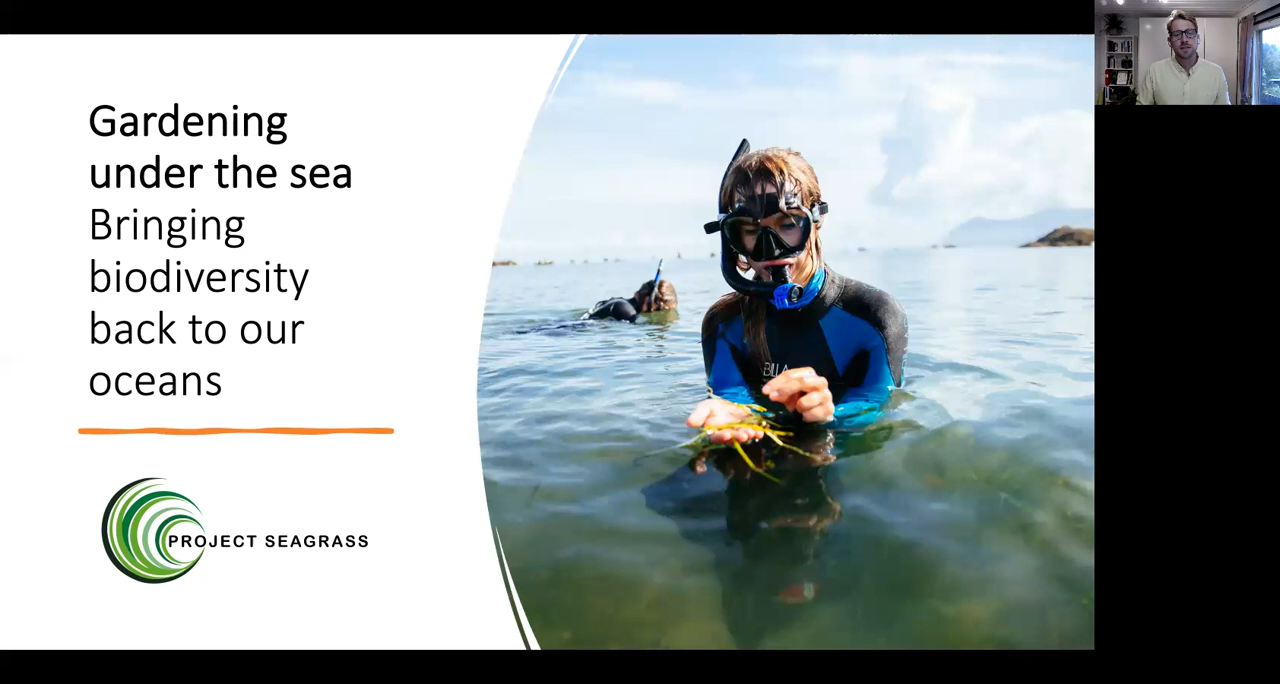 Gardening
under the sea
Bringing
biodiversity
back to our
oceans
PROJECT SEAGRASS